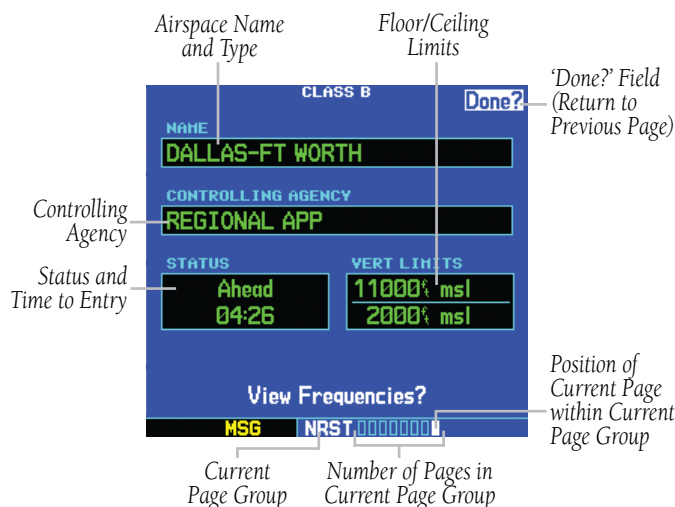 Airspace Name
and Type
Floor/Ceiling
Limits
'Done?' Field
(Return to
Previous Page)
CLASS B
Done?
NAME
DALLAS-FT WORTH
CONTROLLING AGENCY
REGIONAL APP
Controlling
Agency
STATUS
VERT LIMITS
Status and
Time to Entry
Ahead
04:26
11000ft msl
2000ft msl
View Frequencies?
Position of
Current Page
within Current
Page Group
MSG
NRST
Current
Page Group
Number of Pages in
Current Page Group